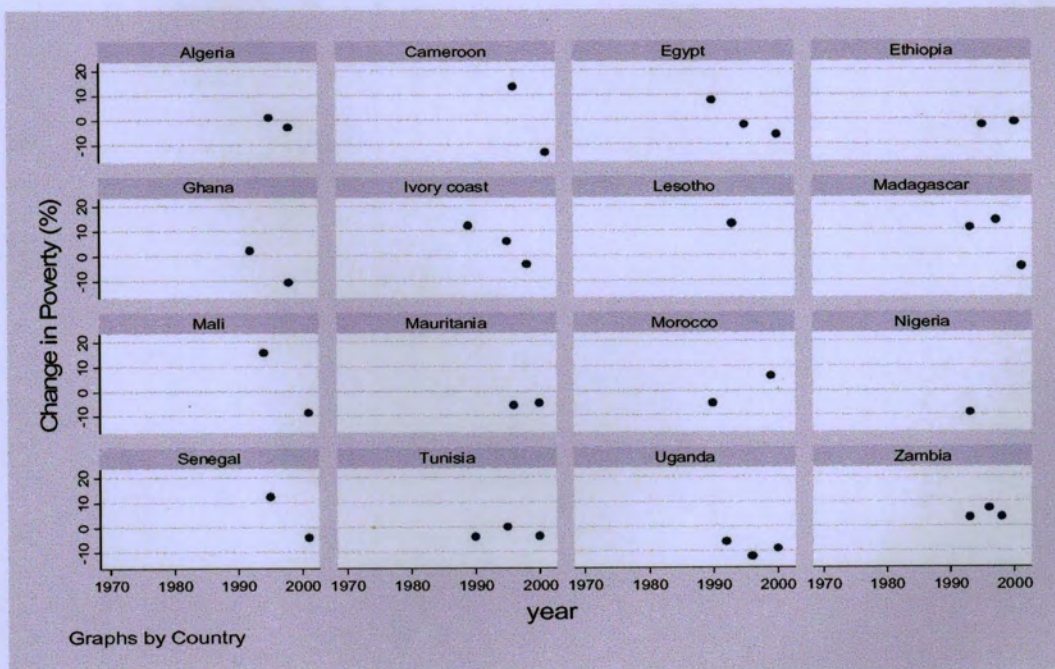 Algeria Cameroon Egypt Ethiopia
20
10
0
-10
Ghana Ivory coast Lesotho Madagascar
20
10
0
-10
Mali Mauritania Morocco Nigeria
20
10
0
-10
Senegal Tunisia Uganda Zambia
20
10
0
-10
Change in Poverty (%)
1970 1980 1990 2000 1970 1980 1990 2000 1970 1980 1990 2000 1970 1980 1990 2000
year
Graphs by Country